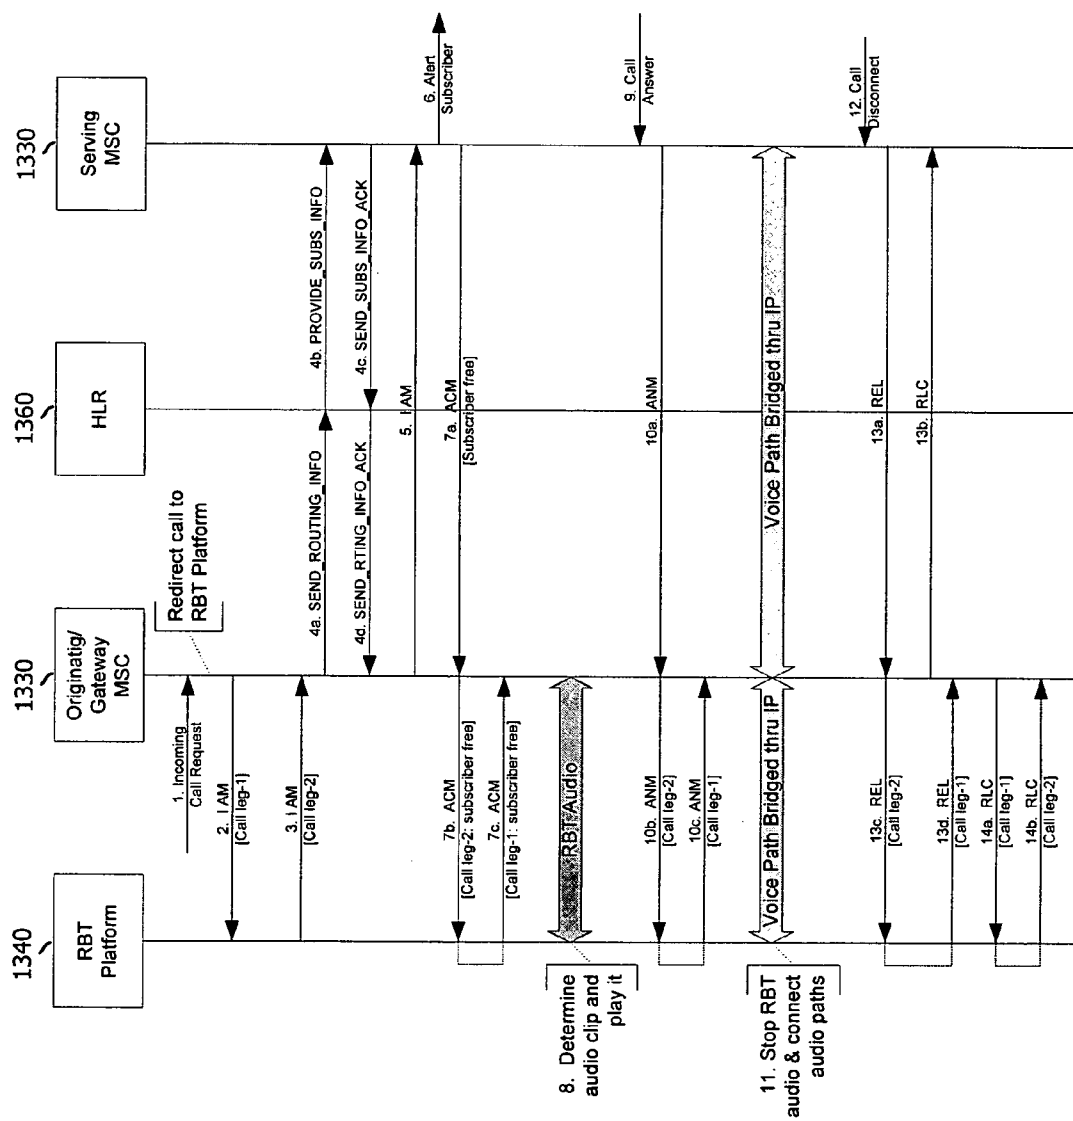 1340
RBT
Platform
1330
Originatig/
Gateway
MSC
1360
HLR
1330
Serving
MSC
Redirect call to
RBT Platform
1. Incoming
Call Request
2. I AM
[Call leg-1]
3. I AM
[Call leg-2]
4a. SEND_ROUTING_INFO
4b. PROVIDE_SUBS_INFO
4c. SEND_SUBS_INFO_ACK
4d. SEND_RTING_INFO_ACK
5. I AM
6. Alert
Subscriber
7a. ACM
[Subscriber free]
7b. ACM
[Call leg-2: subscriber free]
7c. ACM
[Call leg-1: subscriber free]
RBT Audio
8. Determine
audio clip and
play it
9. Call
Answer
10a. ANM
10b. ANM
[Call leg-2]
10c. ANM
[Call leg-1]
Voice Path Bridged thru IP
Voice Path Bridged thru IP
11. Stop RBT
audio & connect
audio paths
12. Call
Disconnect
13a. REL
13b. RLC
13c. REL
[Call leg-2]
13d. REL
[Call leg-1]
14a. RLC
[Call leg-1]
14b. RLC
[Call leg-2]